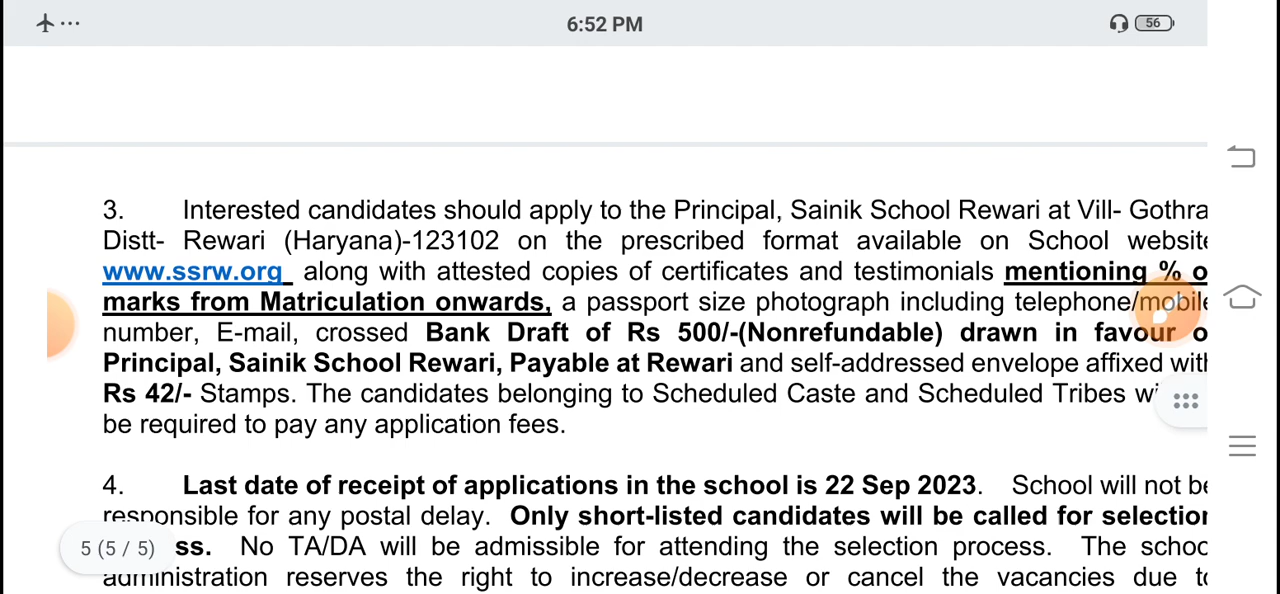 6:52 PM
56
3. Interested candidates should apply to the Principal, Sainik School Rewari at Vill- Gothra
Distt- Rewari (Haryana)-123102 on the prescribed format available on School website
www.ssrw.org along with attested copies of certificates and testimonials mentioning % o
marks from Matriculation onwards, a passport size photograph including telephone/mobile
number, E-mail, crossed Bank Draft of Rs 500/-(Nonrefundable) drawn in favour o
Principal, Sainik School Rewari, Payable at Rewari and self-addressed envelope affixed with
Rs 42/- Stamps. The candidates belonging to Scheduled Caste and Scheduled Tribes
be required to pay any application fees.
4. Last date of receipt of applications in the school is 22 Sep 2023. School will not be
responsible for any postal delay. Only short-listed candidates will be called for selection
5 (5 / 5)
ss. No TA/DA will be admissible for attending the selection process. The schoo
administration reserves the right to increase/decrease or cancel the vacancies due to